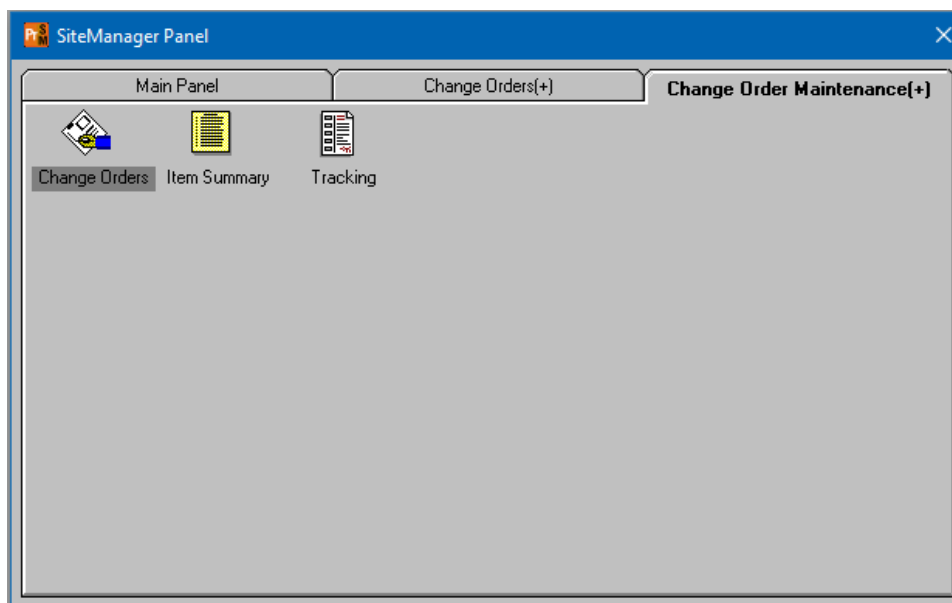 SiteManager Panel
Main Panel Change Orders(+) Change Order Maintenance(+)
Change Orders Item Summary Tracking